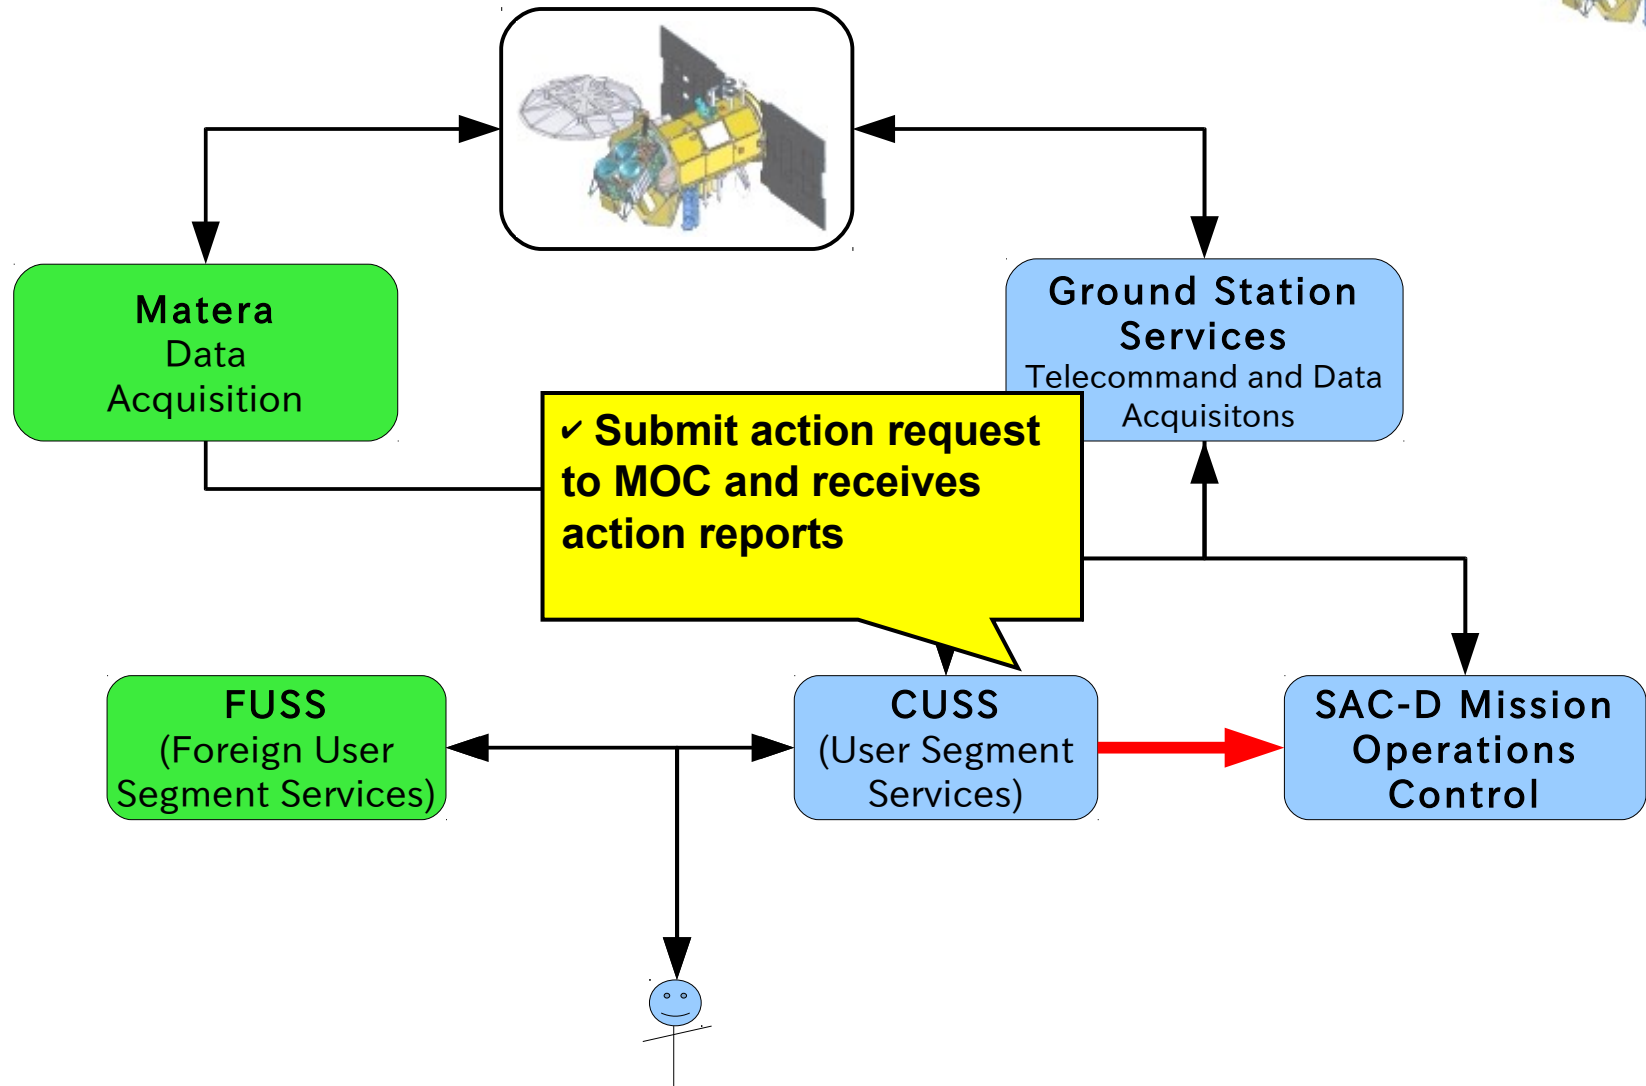 Matera
Data
Acquisition
Ground Station
Services
Telecommand and Data
Acquisitons
✔ Submit action request
to MOC and receives
action reports
FUSS
(Foreign User
Segment Services)
CUSS
(User Segment
Services)
SAC-D Mission
Operations
Control